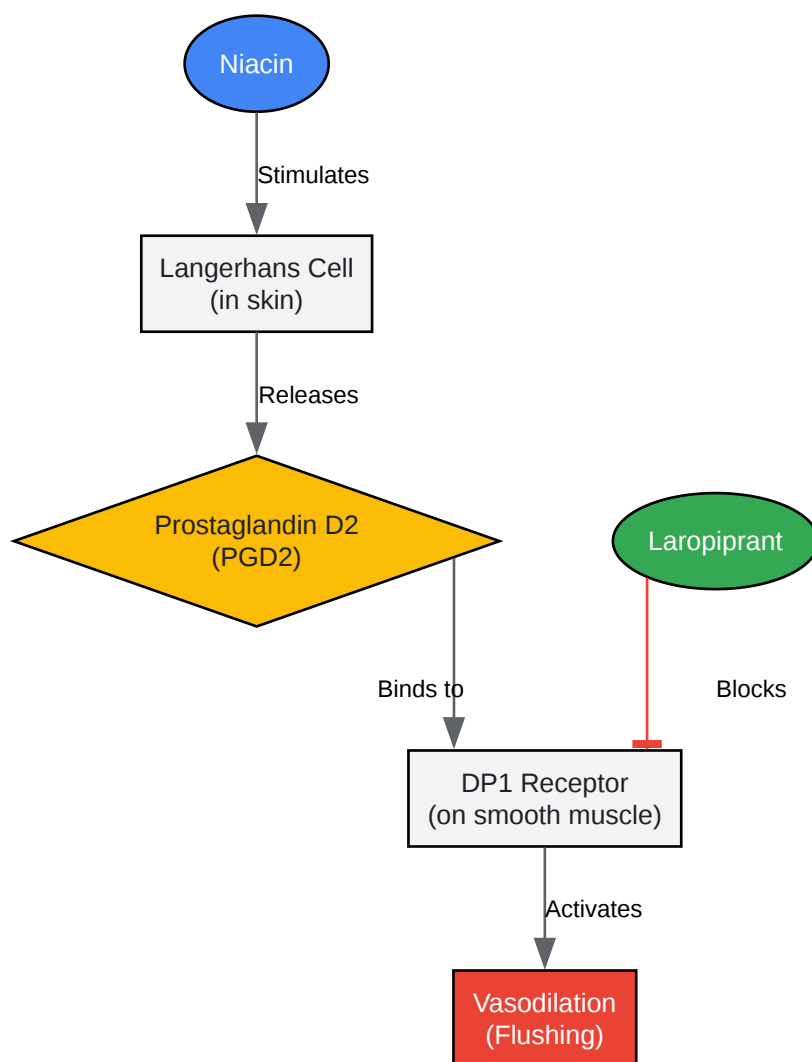 Niacin
Stimulates
Langerhans Cell
(in skin)
Releases
Prostaglandin D2
(PGD2)
Laropiprant
Binds to
Blocks
DP1 Receptor
(on smooth muscle)
Activates
Vasodilation
(Flushing)